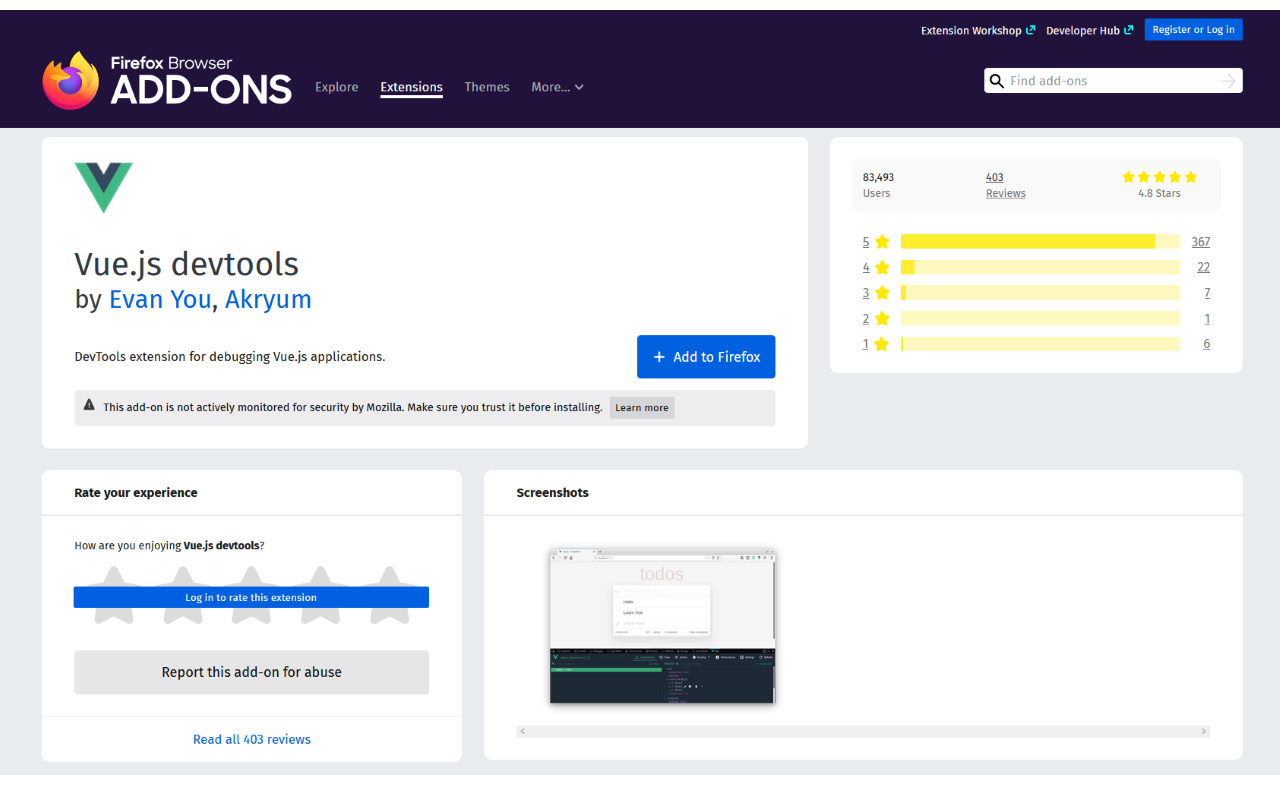 Extension Workshop Developer Hub Register or Log in
Firefox Browser
ADD-ONS Explore Extensions Themes More... Find add-ons
Vue.js devtools
by Evan You, Akryum
DevTools extension for debugging Vue.js applications.
+ Add to Firefox
This add-on is not actively monitored for security by Mozilla. Make sure you trust it before installing. Learn more
83,493 403
Users Reviews 4.8 Stars
5 367
4 22
3 7
2 1
1 6
Rate your experience
How are you enjoying Vue.js devtools?
Log in to rate this extension
Report this add-on for abuse
Read all 403 reviews
Screenshots
todos
Hello
Learn Vue